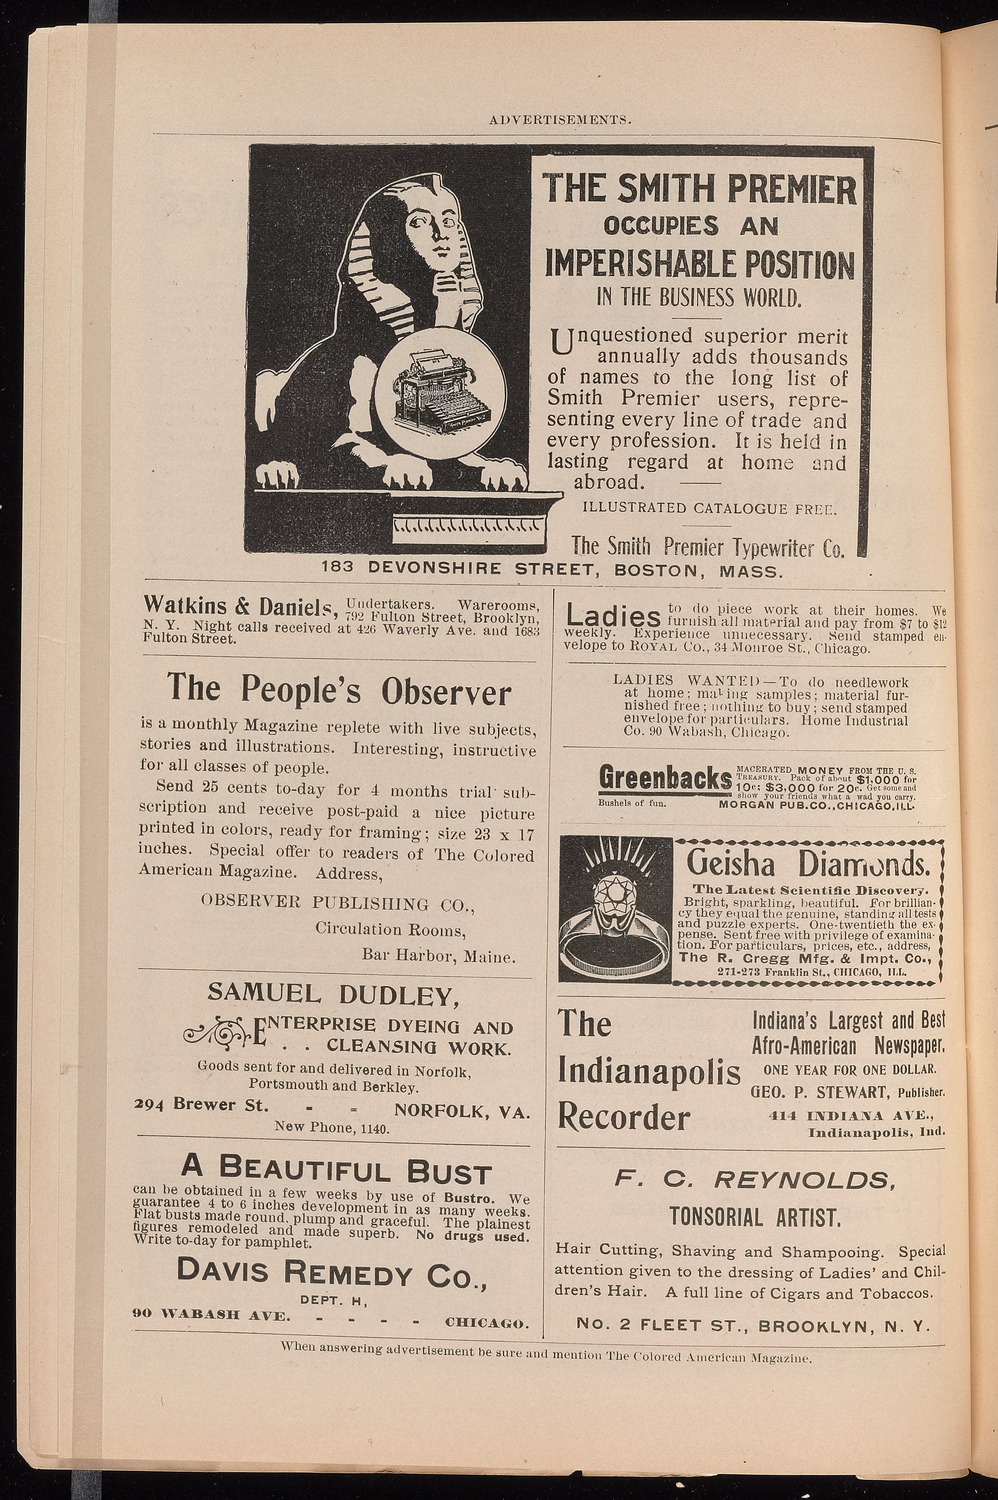 ADVERTISEMENTS.
THE SMITH PREMIER
OCCUPIES AN
IMPERISHABLE POSITION
IN THE BUSINESS WORLD.
Unquestioned superior merit
annually adds thousands
of names to the long list of
Smith Premier users, repre-
senting every line of trade and
every profession. It is held in
lasting regard at home and
abroad.
ILLUSTRATED CATALOGUE FREE.
The Smith Premier Typewriter Co.
183 DEVONSHIRE STREET, BOSTON, MASS.
Watkins & Daniels, Undertakers. Warerooms,
792 Fulton Street, Brooklyn,
N. Y. Night calls received at 426 Waverly Ave. and 1683
Fulton Street.
The People's Observer
is a monthly Magazine replete with live subjects,
stories and illustrations. Interesting, instructive
for all classes of people.
Send 25 cents to-day for 4 months trial sub-
scription and receive post-paid a nice picture
printed in colors, ready for framing; size 23 x 17
inches. Special offer to readers of The Colored
American Magazine. Address,
OBSERVER PUBLISHING CO.,
Circulation Rooms,
Bar Harbor, Maine.
SAMUEL DUDLEY,
ENTERPRISE DYEING AND
. . CLEANSING WORK.
Goods sent for and delivered in Norfolk,
Portsmouth and Berkley.
294 Brewer St. - - NORFOLK, VA.
New Phone, 1140.
A BEAUTIFUL BUST
can be obtained in a few weeks by use of Bustro. We
guarantee 4 to 6 inches development in as many weeks.
Flat busts made round, plump and graceful. The plainest
figures remodeled and made superb. No drugs used.
Write to-day for pamphlet.
DAVIS REMEDY CO.,
DEPT. H,
90 WABASH AVE. - - - - CHICAGO.
Ladies to do piece work at their homes. We
furnish all material and pay from $7 to $12
weekly. Experience unnecessary. Send stamped en-
velope to ROYAL CO., 34 Monroe St., Chicago.
LADIES WANTED—To do needlework
at home; making samples; material fur-
nished free; nothing to buy; send stamped
envelope for particulars. Home Industrial
Co. 90 Wabash, Chicago.
Greenbacks MACERATED MONEY FROM THE U. S.
TREASURY. Pack of about $1,000 for
10c; $3,000 for 20c. Get some and
show your friends what a wad you carry.
Bushels of fun. MORGAN PUB.CO.,CHICAGO,ILL.
Geisha Diamonds.
The Latest Scientific Discovery.
Bright, sparkling, beautiful. For brillian-
cy they equal the genuine, standing all tests
and puzzle experts. One-twentieth the ex-
pense. Sent free with privilege of examina-
tion. For particulars, prices, etc., address,
The R. Gregg Mfg. & Impt. Co.,
271-273 Franklin St., CHICAGO, ILL.
The
Indianapolis
Recorder
Indiana's Largest and Best
Afro-American Newspaper.
ONE YEAR FOR ONE DOLLAR.
GEO. P. STEWART, Publisher.
414 INDIANA AVE.,
Indianapolis, Ind.
F. C. REYNOLDS,
TONSORIAL ARTIST.
Hair Cutting, Shaving and Shampooing. Special
attention given to the dressing of Ladies' and Chil-
dren's Hair. A full line of Cigars and Tobaccos.
No. 2 FLEET ST., BROOKLYN, N. Y.
When answering advertisement be sure and mention The Colored American Magazine.